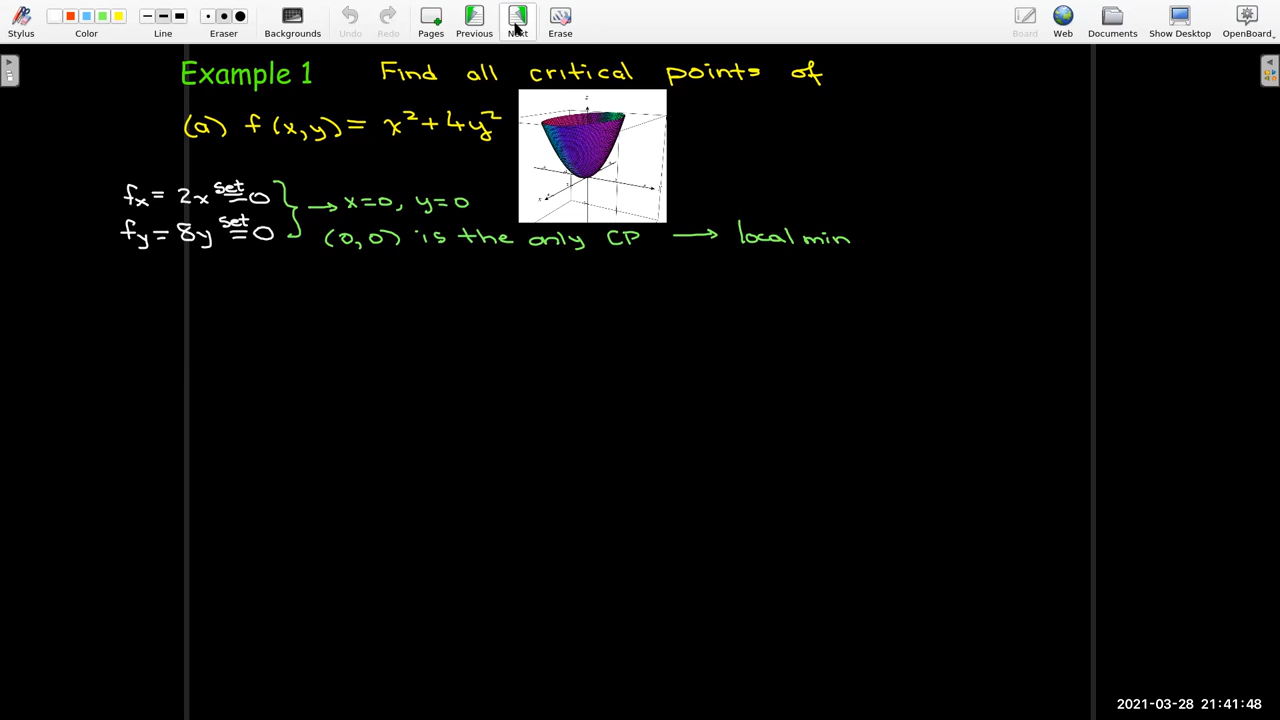 Stylus Color Line Eraser Backgrounds Undo Redo Pages Previous Next Erase Board Web Documents Show Desktop OpenBoard
Example 1 Find all critical points of
(a) f(x,y) = x² + 4y²
z
x
y
fx = 2x set= 0
fy = 8y set= 0
→ x=0, y=0
(0,0) is the only CP → local min
2021-03-28 21:41:48